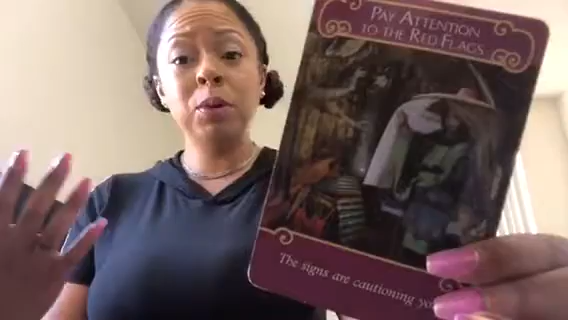 PAY ATTENTION
TO THE RED FLAGS
The signs are cautioning